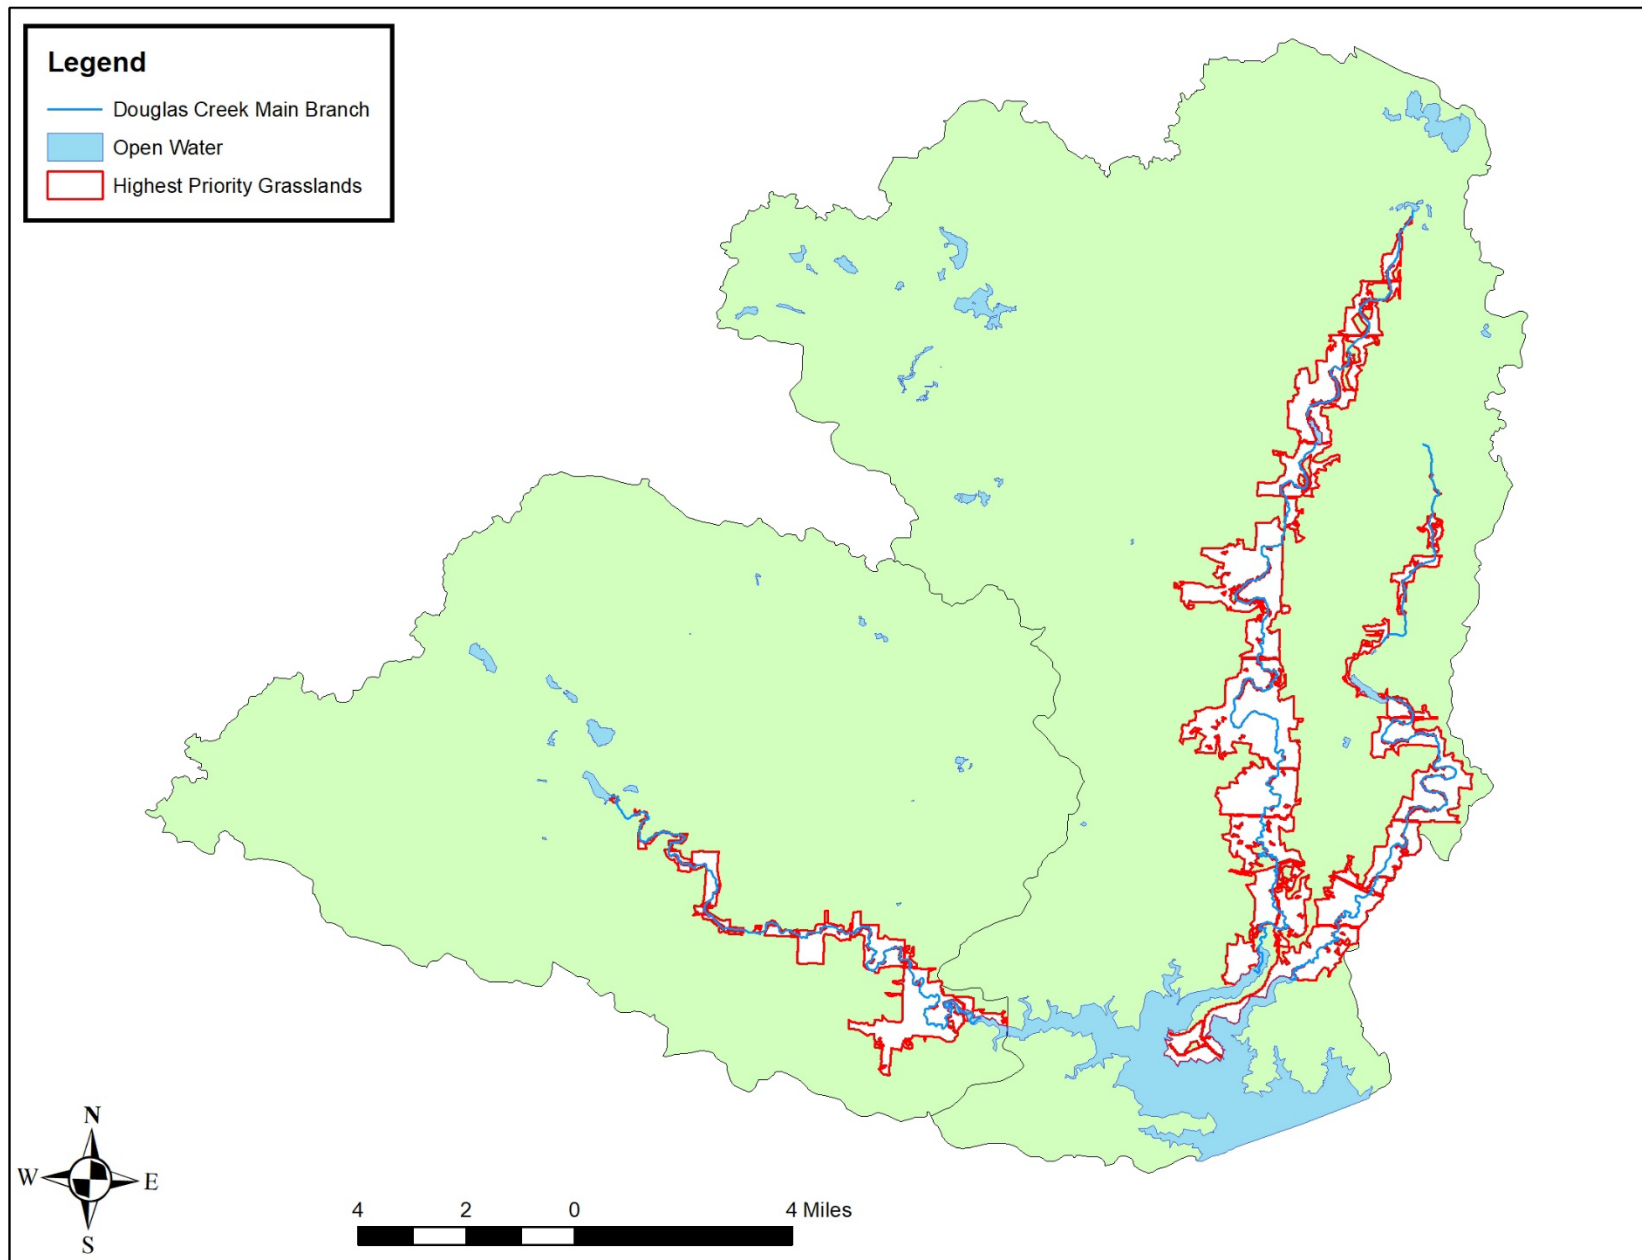 Legend
Douglas Creek Main Branch
Open Water
Highest Priority Grasslands
N
W E
S
4 2 0 4 Miles